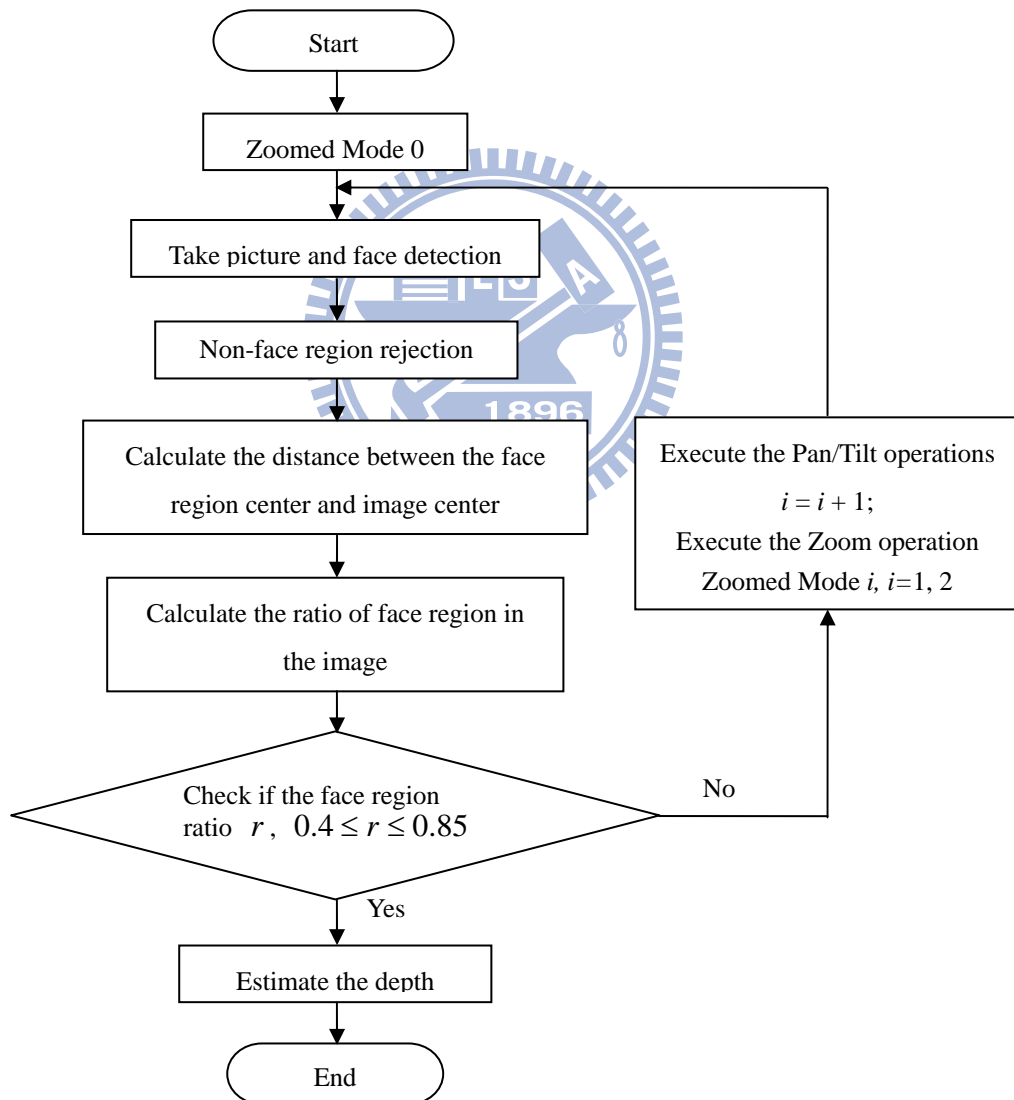 Start
Zoomed Mode 0
Take picture and face detection
Non-face region rejection
1896
Calculate the distance between the face
region center and image center
Calculate the ratio of face region in
the image
Check if the face region
ratio r , 0.4 ≤ r ≤ 0.85
No
Execute the Pan/Tilt operations
i = i + 1;
Execute the Zoom operation
Zoomed Mode i, i=1, 2
Yes
Estimate the depth
End